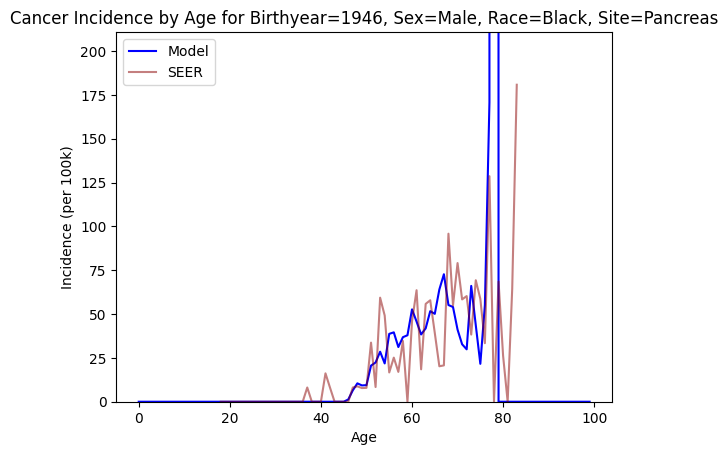 Cancer Incidence by Age for Birthyear=1946, Sex=Male, Race=Black, Site=Pancreas
Model
SEER
200
175
150
125
100
75
50
25
0
Incidence (per 100k)
0 20 40 60 80 100
Age